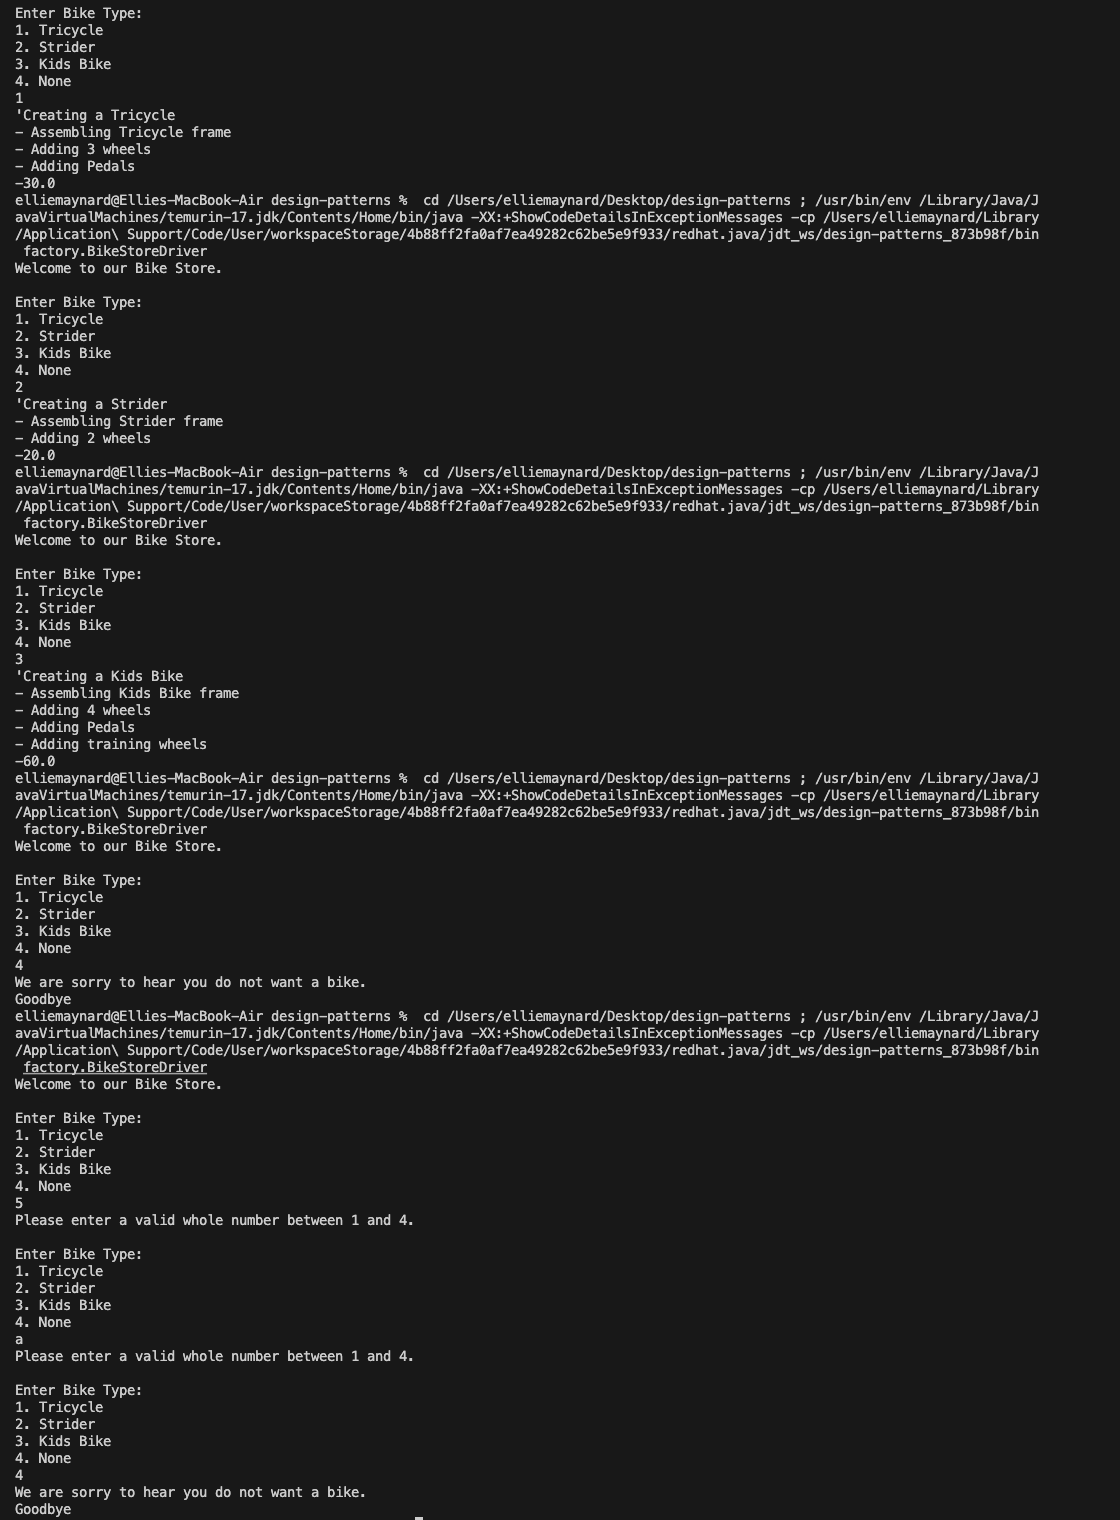 Enter Bike Type:
1. Tricycle
2. Strider
3. Kids Bike
4. None
1
'Creating a Tricycle
- Assembling Tricycle frame
- Adding 3 wheels
- Adding Pedals
-30.0
elliemaynard@Ellies-MacBook-Air design-patterns %  cd /Users/elliemaynard/Desktop/design-patterns ; /usr/bin/env /Library/Java/J
avaVirtualMachines/temurin-17.jdk/Contents/Home/bin/java -XX:+ShowCodeDetailsInExceptionMessages -cp /Users/elliemaynard/Library
/Application\ Support/Code/User/workspaceStorage/4b88ff2fa0af7ea49282c62be5e9f933/redhat.java/jdt_ws/design-patterns_873b98f/bin
 factory.BikeStoreDriver
Welcome to our Bike Store.

Enter Bike Type:
1. Tricycle
2. Strider
3. Kids Bike
4. None
2
'Creating a Strider
- Assembling Strider frame
- Adding 2 wheels
-20.0
elliemaynard@Ellies-MacBook-Air design-patterns %  cd /Users/elliemaynard/Desktop/design-patterns ; /usr/bin/env /Library/Java/J
avaVirtualMachines/temurin-17.jdk/Contents/Home/bin/java -XX:+ShowCodeDetailsInExceptionMessages -cp /Users/elliemaynard/Library
/Application\ Support/Code/User/workspaceStorage/4b88ff2fa0af7ea49282c62be5e9f933/redhat.java/jdt_ws/design-patterns_873b98f/bin
 factory.BikeStoreDriver
Welcome to our Bike Store.

Enter Bike Type:
1. Tricycle
2. Strider
3. Kids Bike
4. None
3
'Creating a Kids Bike
- Assembling Kids Bike frame
- Adding 4 wheels
- Adding Pedals
- Adding training wheels
-60.0
elliemaynard@Ellies-MacBook-Air design-patterns %  cd /Users/elliemaynard/Desktop/design-patterns ; /usr/bin/env /Library/Java/J
avaVirtualMachines/temurin-17.jdk/Contents/Home/bin/java -XX:+ShowCodeDetailsInExceptionMessages -cp /Users/elliemaynard/Library
/Application\ Support/Code/User/workspaceStorage/4b88ff2fa0af7ea49282c62be5e9f933/redhat.java/jdt_ws/design-patterns_873b98f/bin
 factory.BikeStoreDriver
Welcome to our Bike Store.

Enter Bike Type:
1. Tricycle
2. Strider
3. Kids Bike
4. None
4
We are sorry to hear you do not want a bike.
Goodbye
elliemaynard@Ellies-MacBook-Air design-patterns %  cd /Users/elliemaynard/Desktop/design-patterns ; /usr/bin/env /Library/Java/J
avaVirtualMachines/temurin-17.jdk/Contents/Home/bin/java -XX:+ShowCodeDetailsInExceptionMessages -cp /Users/elliemaynard/Library
/Application\ Support/Code/User/workspaceStorage/4b88ff2fa0af7ea49282c62be5e9f933/redhat.java/jdt_ws/design-patterns_873b98f/bin
 factory.BikeStoreDriver
Welcome to our Bike Store.

Enter Bike Type:
1. Tricycle
2. Strider
3. Kids Bike
4. None
5
Please enter a valid whole number between 1 and 4.

Enter Bike Type:
1. Tricycle
2. Strider
3. Kids Bike
4. None
a
Please enter a valid whole number between 1 and 4.

Enter Bike Type:
1. Tricycle
2. Strider
3. Kids Bike
4. None
4
We are sorry to hear you do not want a bike.
Goodbye